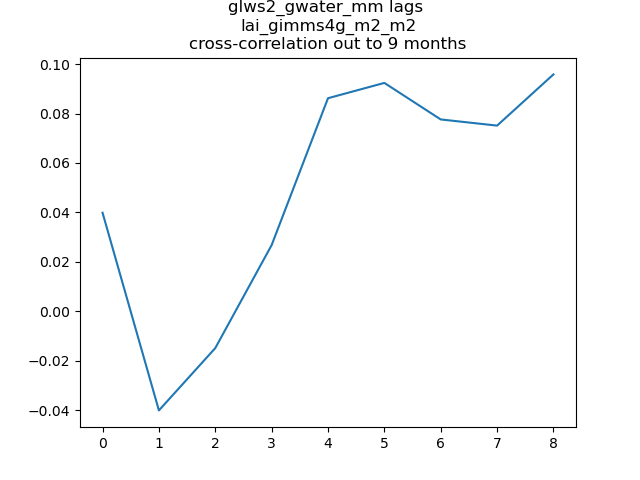 glws2_gwater_mm lags
lai_gimms4g_m2_m2
cross-correlation out to 9 months
0.10
0.08
0.06
0.04
0.02
0.00
−0.02
−0.04
0 1 2 3 4 5 6 7 8